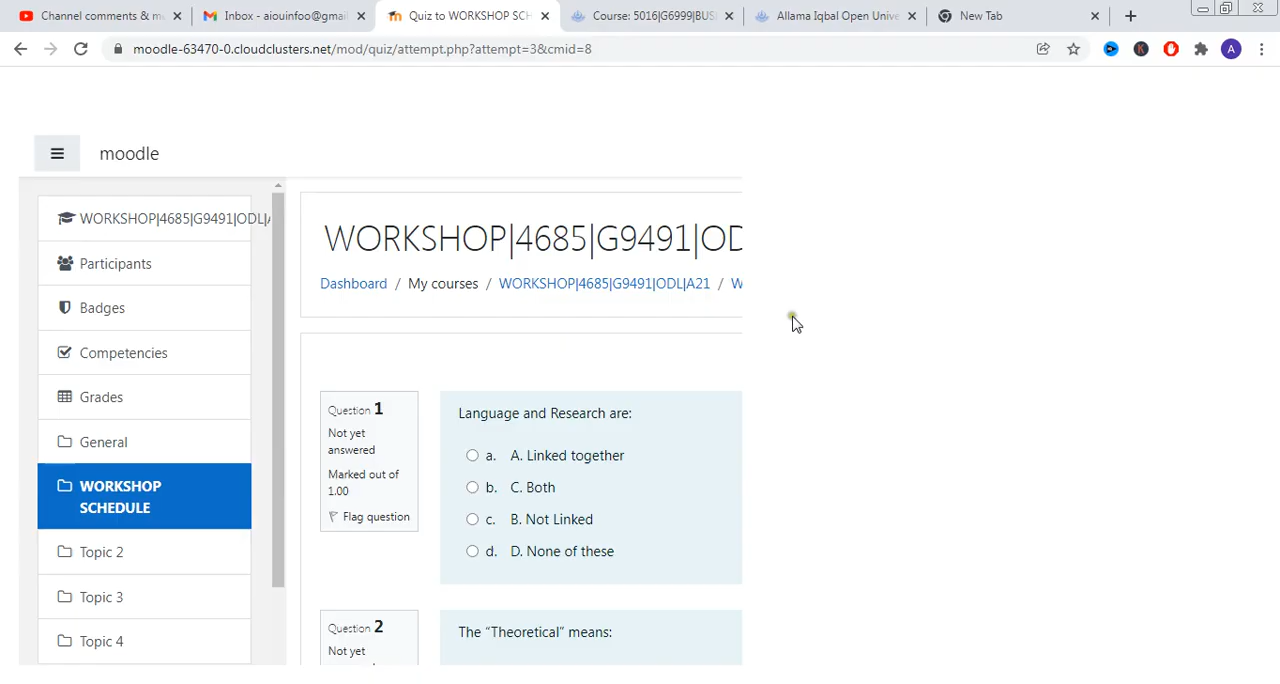 Channel comments & m
Inbox - aiouinfoo@gmail
Quiz to WORKSHOP SCH
Course: 5016|G6999|BUS
Allama Iqbal Open Unive
New Tab
moodle-63470-0.cloudclusters.net/mod/quiz/attempt.php?attempt=3&cmid=8
K
A
moodle
WORKSHOP|4685|G9491|ODL|A
Participants
Badges
Competencies
Grades
General
WORKSHOP
SCHEDULE
Topic 2
Topic 3
Topic 4
WORKSHOP|4685|G9491|OD
Dashboard / My courses / WORKSHOP|4685|G9491|ODL|A21 / W
Question 1
Not yet
answered
Marked out of
1.00
Flag question
Language and Research are:
a. A. Linked together
b. C. Both
c. B. Not Linked
d. D. None of these
Question 2
Not yet
The “Theoretical” means: